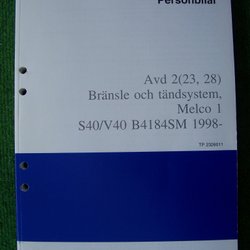 Personbilar
Avd 2(23, 28)
Bränsle och tändsystem,
Melco 1
S40/V40 B4184SM 1998-
TP 2309011